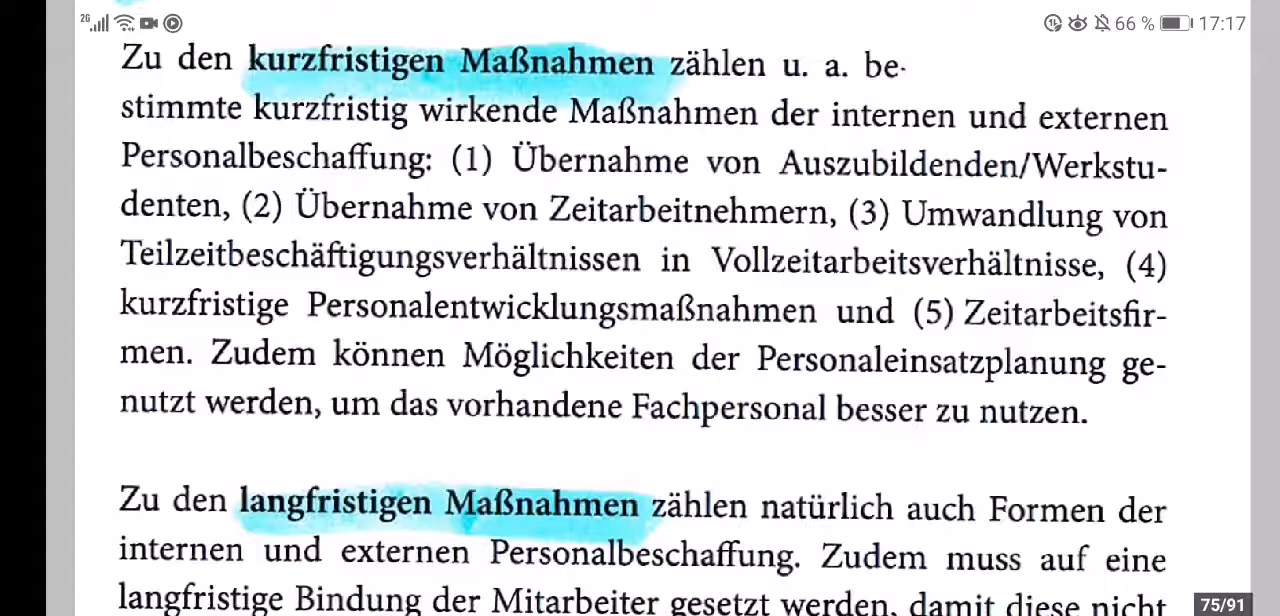 2G 66 % 17:17
Zu den kurzfristigen Maßnahmen zählen u. a. be-
stimmte kurzfristig wirkende Maßnahmen der internen und externen
Personalbeschaffung: (1) Übernahme von Auszubildenden/Werkstu-
denten, (2) Übernahme von Zeitarbeitnehmern, (3) Umwandlung von
Teilzeitbeschäftigungsverhältnissen in Vollzeitarbeitsverhältnisse, (4)
kurzfristige Personalentwicklungsmaßnahmen und (5) Zeitarbeitsfir-
men. Zudem können Möglichkeiten der Personaleinsatzplanung ge-
nutzt werden, um das vorhandene Fachpersonal besser zu nutzen.
Zu den langfristigen Maßnahmen zählen natürlich auch Formen der
internen und externen Personalbeschaffung. Zudem muss auf eine
langfristige Bindung der Mitarbeiter gesetzt werden, damit diese nicht
75/91